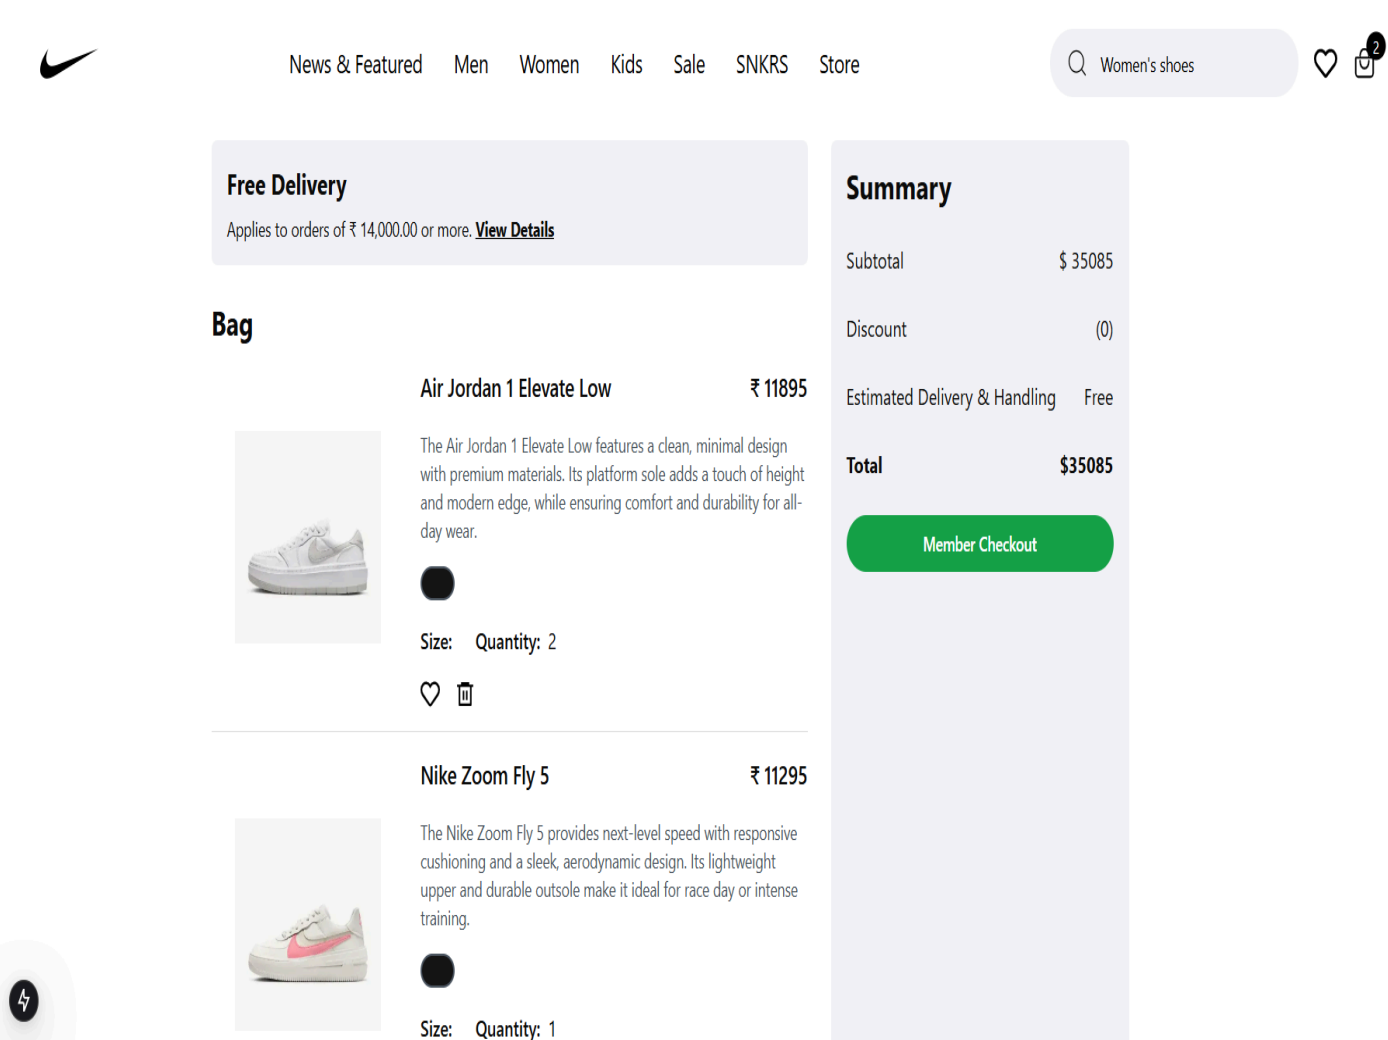 News & Featured Men Women Kids Sale SNKRS Store
Women's shoes
2
Free Delivery
Applies to orders of ₹ 14,000.00 or more. View Details
Bag
Air Jordan 1 Elevate Low ₹ 11895
The Air Jordan 1 Elevate Low features a clean, minimal design
with premium materials. Its platform sole adds a touch of height
and modern edge, while ensuring comfort and durability for all-
day wear.
Size: Quantity: 2
Nike Zoom Fly 5 ₹ 11295
The Nike Zoom Fly 5 provides next-level speed with responsive
cushioning and a sleek, aerodynamic design. Its lightweight
upper and durable outsole make it ideal for race day or intense
training.
Size: Quantity: 1
Summary
Subtotal $ 35085
Discount (0)
Estimated Delivery & Handling Free
Total $35085
Member Checkout